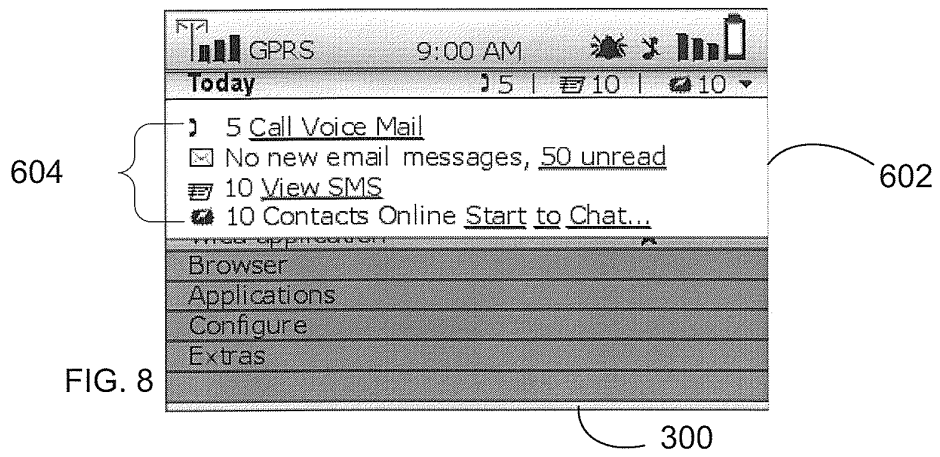 GPRS 9:00 AM
Today 5 | 10 | 10
5 Call Voice Mail
No new email messages, 50 unread
10 View SMS
10 Contacts Online Start to Chat...
604
602
application
Browser
Applications
Configure
Extras
FIG. 8
300